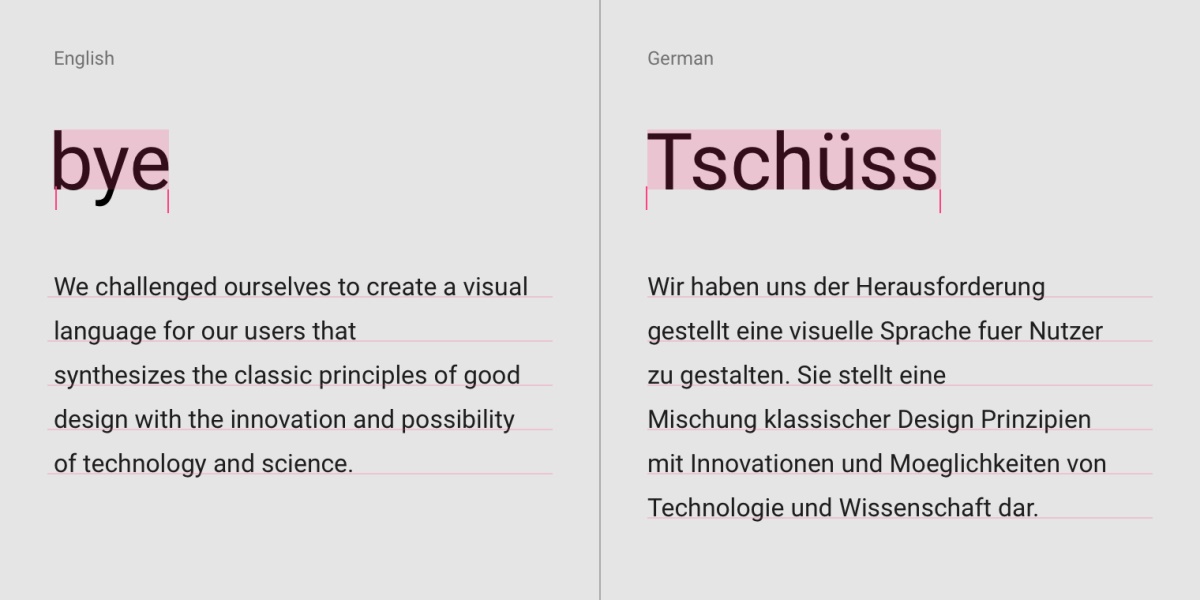 English
bye
We challenged ourselves to create a visual
language for our users that
synthesizes the classic principles of good
design with the innovation and possibility
of technology and science.
German
Tschüss
Wir haben uns der Herausforderung
gestellt eine visuelle Sprache fuer Nutzer
zu gestalten. Sie stellt eine
Mischung klassischer Design Prinzipien
mit Innovationen und Moeglichkeiten von
Technologie und Wissenschaft dar.